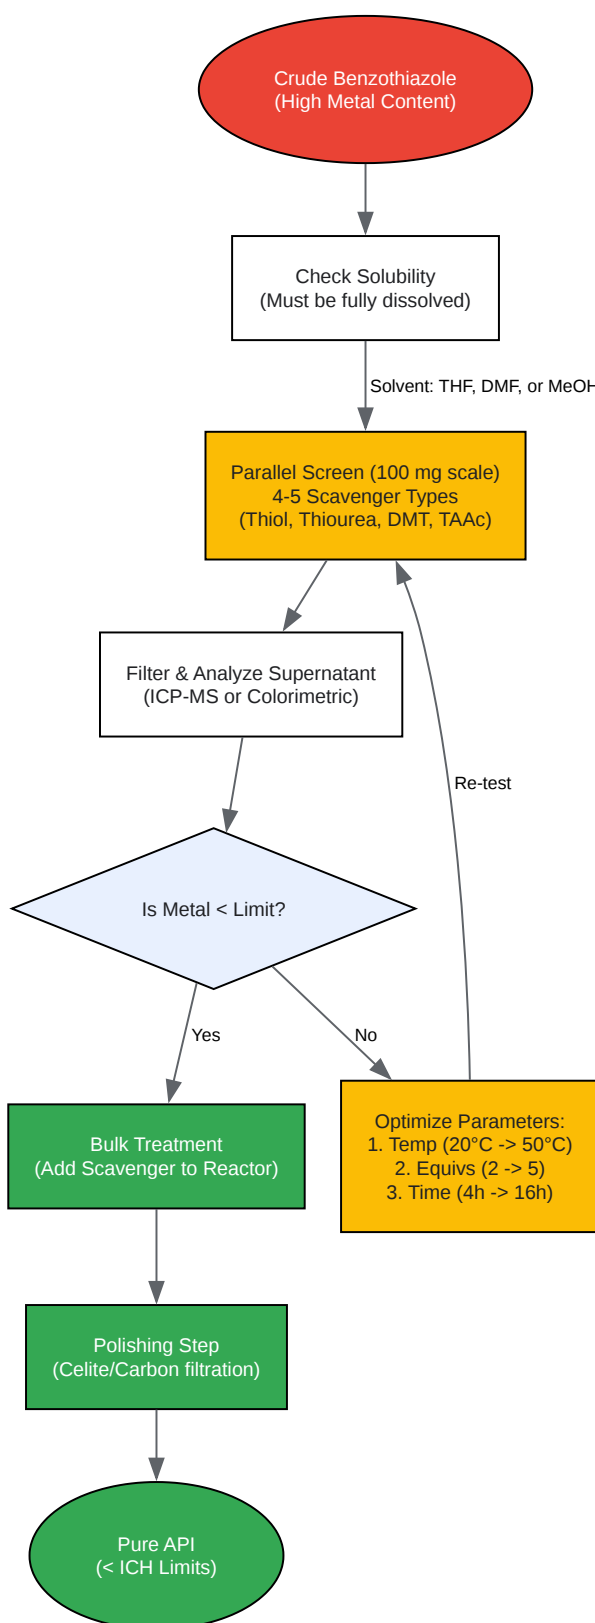 Crude Benzothiazole
(High Metal Content)
Check Solubility
(Must be fully dissolved)
Solvent: THF, DMF, or MeOH
Parallel Screen (100 mg scale)
4-5 Scavenger Types
(Thiol, Thiourea, DMT, TAAc)
Filter & Analyze Supernatant
(ICP-MS or Colorimetric)
Re-test
Is Metal < Limit?
Yes
No
Optimize Parameters:
1. Temp (20°C -> 50°C)
2. Equivs (2 -> 5)
3. Time (4h -> 16h)
Bulk Treatment
(Add Scavenger to Reactor)
Polishing Step
(Celite/Carbon filtration)
Pure API
(< ICH Limits)